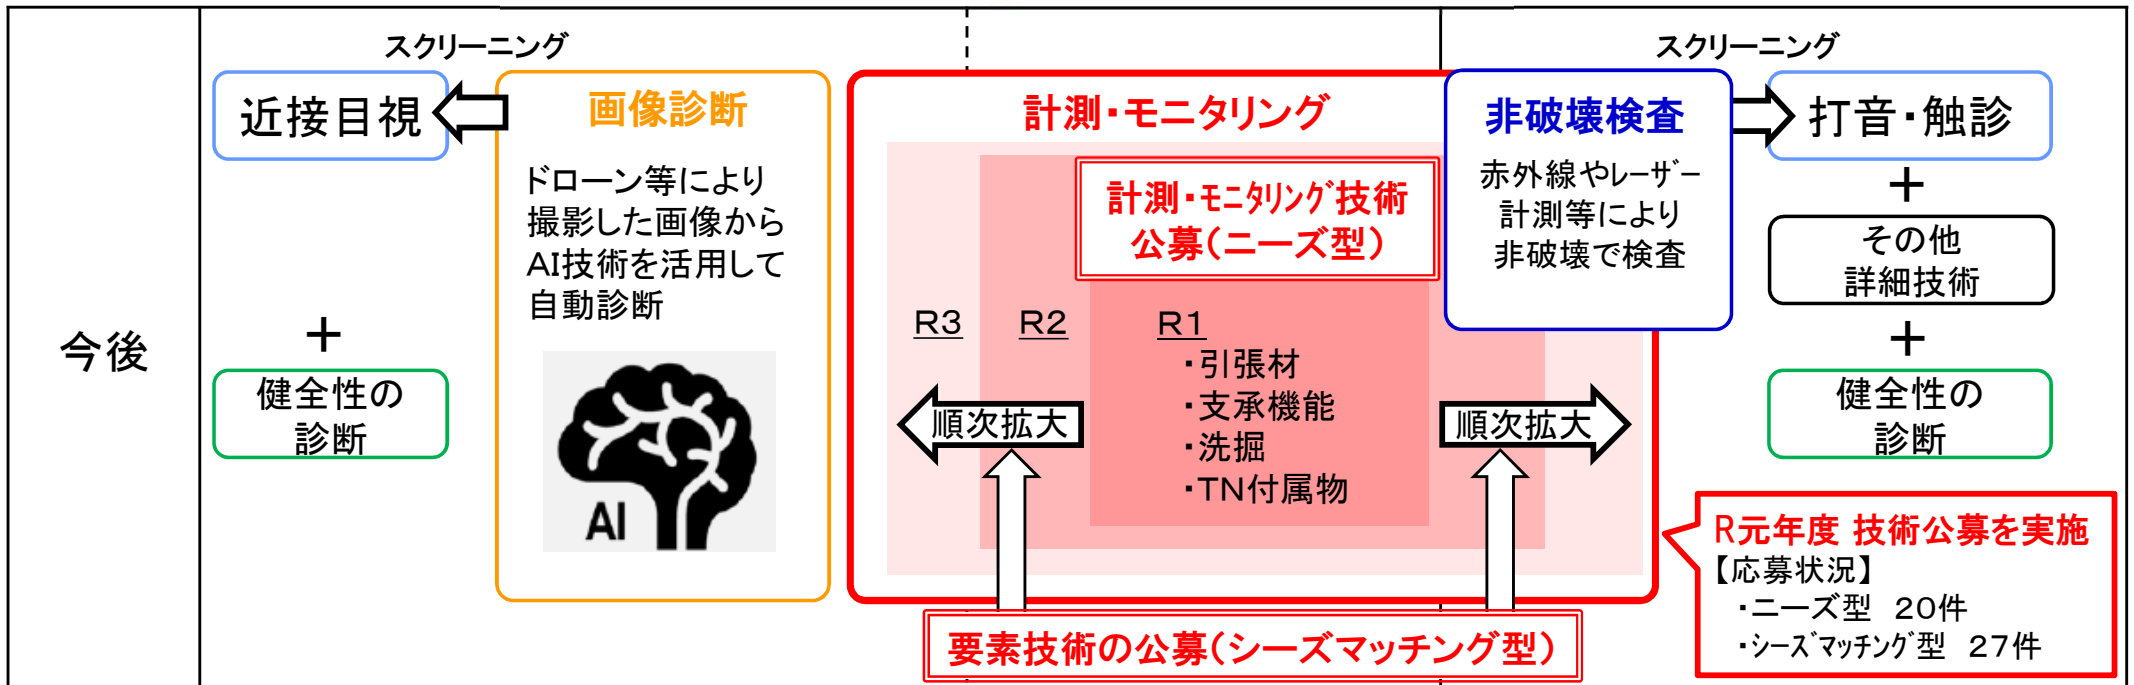 今後
スクリーニング
近接目視
＋
健全性の
診断
画像診断
ドローン等により
撮影した画像から
AI技術を活用して
自動診断
AI
計測・モニタリング
計測・モニタリング技術
公募(ニーズ型)
R3
R2
R1
・引張材
・支承機能
・洗掘
・TN付属物
順次拡大
順次拡大
要素技術の公募(シーズマッチング型)
非破壊検査
赤外線やレーザー
計測等により
非破壊で検査
スクリーニング
打音・触診
＋
その他
詳細技術
＋
健全性の
診断
R元年度 技術公募を実施
【応募状況】
・ニーズ型 20件
・シーズマッチング型 27件